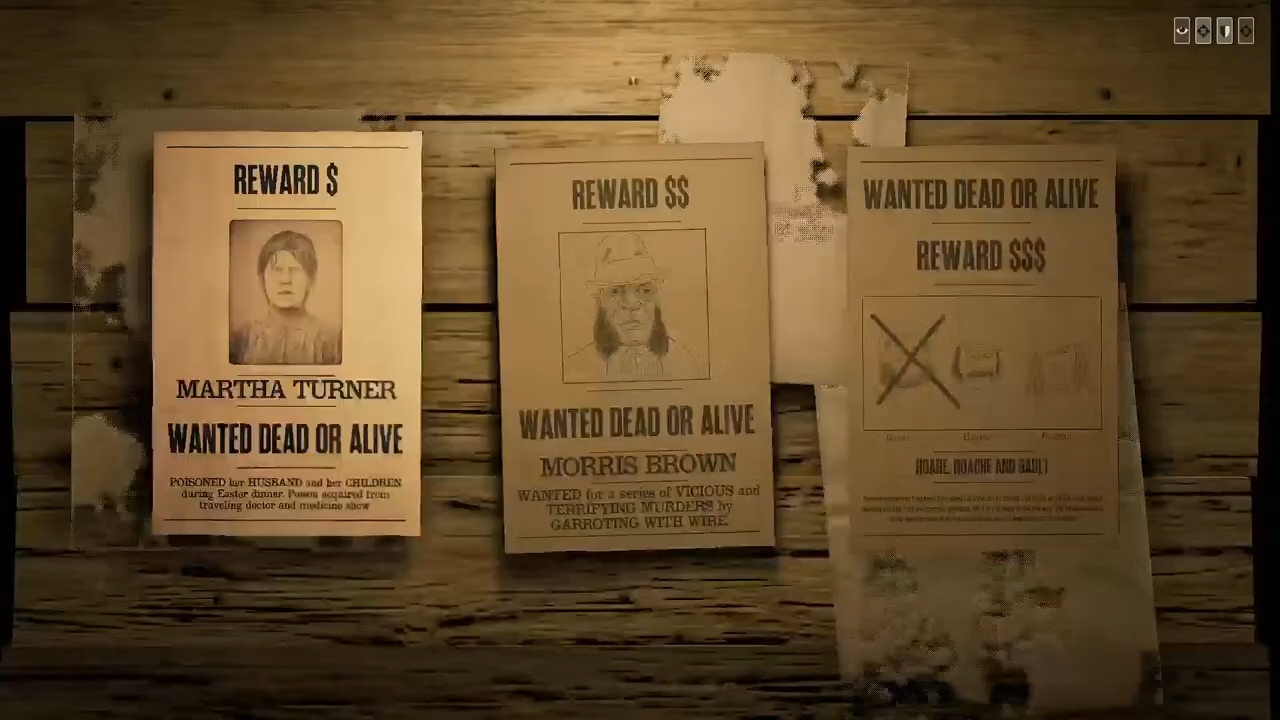 REWARD $
MARTHA TURNER
WANTED DEAD OR ALIVE
POISONED her HUSBAND and her CHILDREN
during Easter dinner. Poison acquired from
traveling doctor and medicine show
REWARD $$
WANTED DEAD OR ALIVE
MORRIS BROWN
WANTED for a series of VICIOUS and
TERRIFYING MURDERS by
GARROTING WITH WIRE.
WANTED DEAD OR ALIVE
REWARD $$$
HOARE, ROACHE AND GAULT